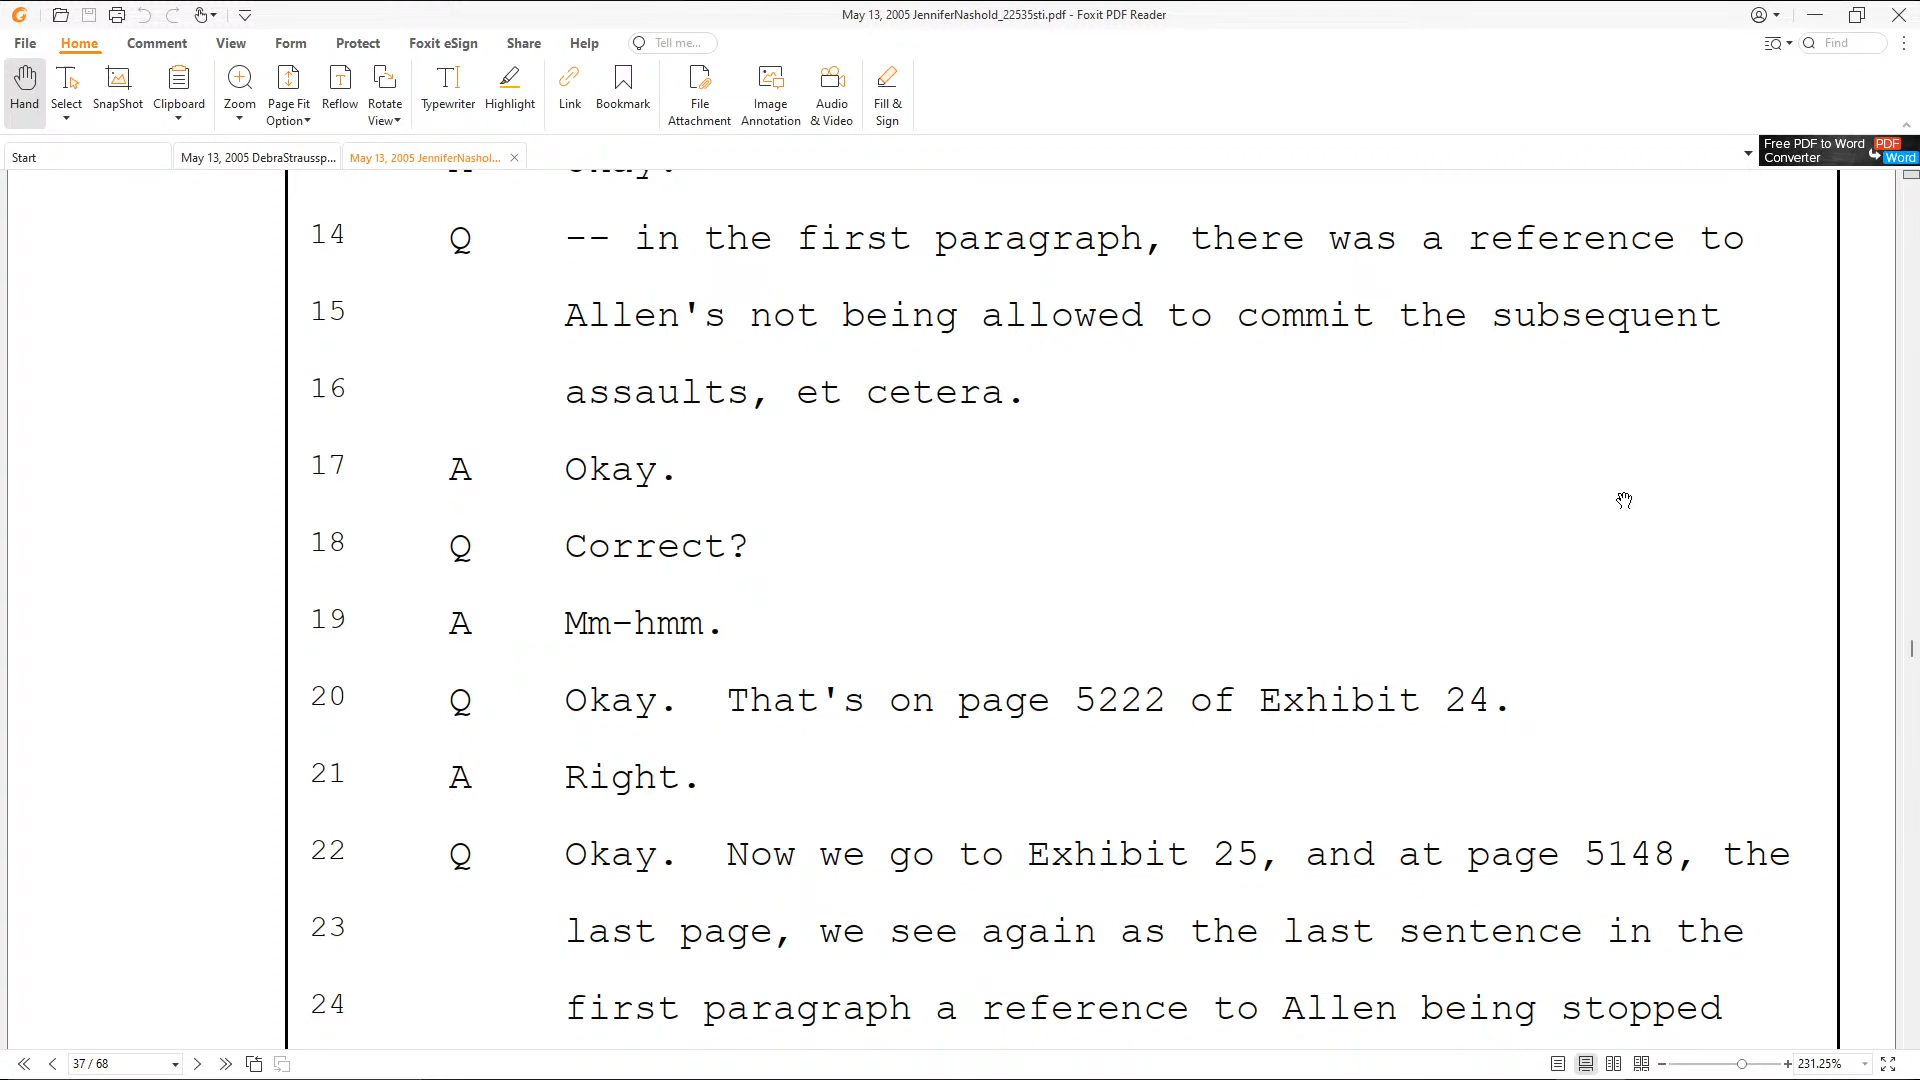 May 13, 2005 JenniferNashold_22535sti.pdf - Foxit PDF Reader
File Home Comment View Form Protect Foxit eSign Share Help Tell me... Find
Hand Select SnapShot Clipboard Zoom Page Fit Option Reflow Rotate View Typewriter Highlight Link Bookmark File Attachment Image Annotation Audio & Video Fill & Sign
Start May 13, 2005 DebraStraussp... May 13, 2005 JenniferNashol... Free PDF to Word Converter PDF Word
14 Q -- in the first paragraph, there was a reference to
15 Allen's not being allowed to commit the subsequent
16 assaults, et cetera.
17 A Okay.
18 Q Correct?
19 A Mm-hmm.
20 Q Okay. That's on page 5222 of Exhibit 24.
21 A Right.
22 Q Okay. Now we go to Exhibit 25, and at page 5148, the
23 last page, we see again as the last sentence in the
24 first paragraph a reference to Allen being stopped
37 / 68 231.25%